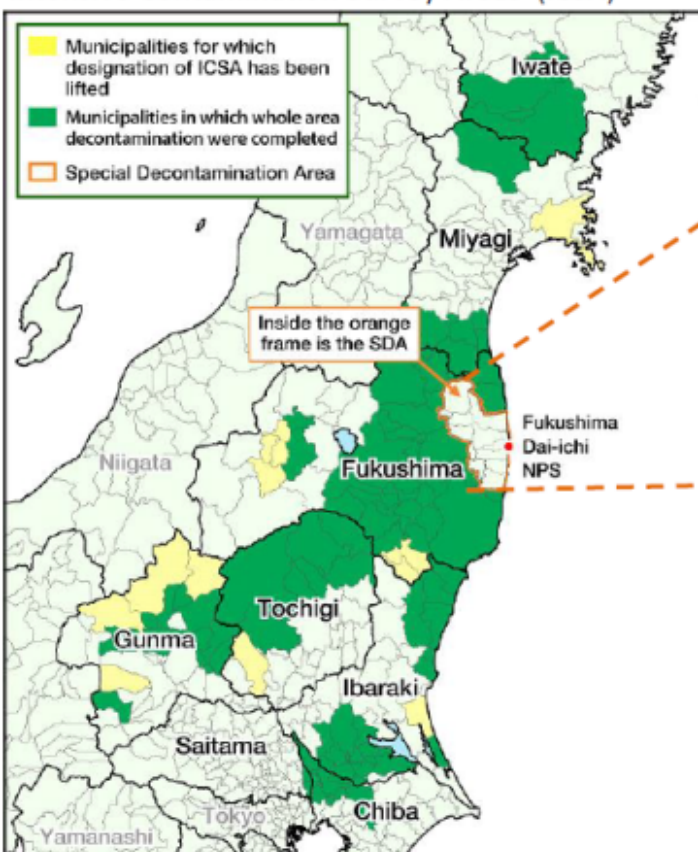 Municipalities for which
designation of ICSA has been
lifted
Municipalities in which whole area
decontamination were completed
Special Decontamination Area
Iwate
Yamagata
Miyagi
Inside the orange
frame is the SDA
Fukushima
Dai-ichi
NPS
Niigata
Fukushima
Tochigi
Gunma
Ibaraki
Saitama
Chiba
Tokyo
Yamanashi